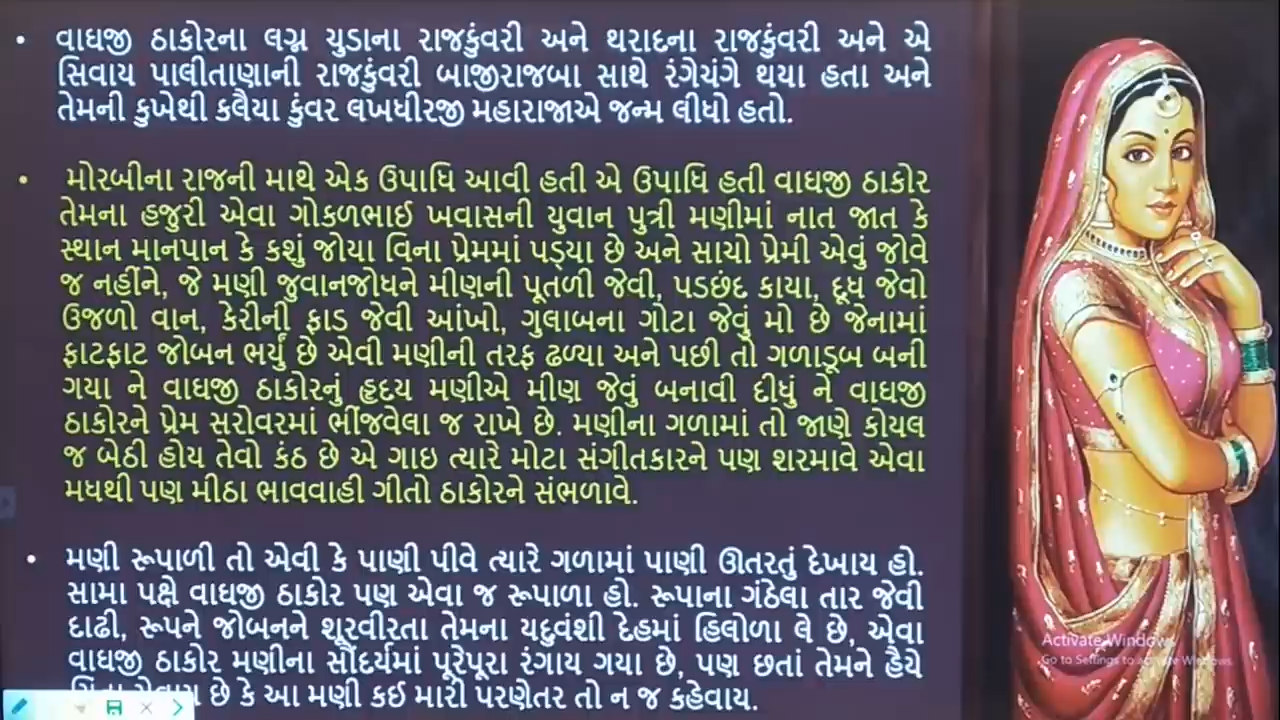 • વાઘજી ઠાકોરના લગ્ન ચુડાના રાજકુંવરી અને થરાદના રાજકુંવરી અને એ
સિવાય પાલીતાણાની રાજકુંવરી બાજીરાજબા સાથે રંગેચંગે થયા હતા અને
તેમની કુખેથી કલૈયા કુંવર લખધીરજી મહારાજાએ જન્મ લીધો હતો.
• મોરબીના રાજની માથે એક ઉપાધિ આવી હતી એ ઉપાધિ હતી વાઘજી ઠાકોર
તેમના હજુરી એવા ગોકળભાઈ ખવાસની યુવાન પુત્રી મણીમાં નાત જાત કે
સ્થાન માનપાન કે કશું જોયા વિના પ્રેમમાં પડ્યા છે અને સાચો પ્રેમી એવું જોવે
જ નહીંને, જે મણી જુવાનજોધને મીણની પૂતળી જેવી, પડછંદ કાયા, દૂધ જેવો
ઉજળો વાન, કેરીની ફાડ જેવી આંખો, ગુલાબના ગોટા જેવું મો છે જેનામાં
ફાટફાટ જોબન ભર્યું છે એવી મણીની તરફ ઢળ્યા અને પછી તો ગળાડૂબ બની
ગયા ને વાઘજી ઠાકોરનું હૃદય મણીએ મીણ જેવું બનાવી દીધું ને વાઘજી
ઠાકોરને પ્રેમ સરોવરમાં ભીંજવેલા જ રાખે છે. મણીના ગળામાં તો જાણે કોયલ
જ બેઠી હોય તેવો કંઠ છે એ ગાઇ ત્યારે મોટા સંગીતકારને પણ શરમાવે એવા
મધથી પણ મીઠા ભાવવાહી ગીતો ઠાકોરને સંભળાવે.
• મણી રૂપાળી તો એવી કે પાણી પીવે ત્યારે ગળામાં પાણી ઊતરતું દેખાય હો.
સામા પક્ષે વાઘજી ઠાકોર પણ એવા જ રૂપાળા હો. રૂપાના ગંઠેલા તાર જેવી
દાઢી, રૂપને જોબનને શૂરવીરતા તેમના યદુવંશી દેહમાં હિલોળા લે છે, એવા
વાઘજી ઠાકોર મણીના સૌંદર્યમાં પૂરેપૂરા રંગાય ગયા છે, પણ છતાં તેમને હૈયે
છે કે આ મણી કઈ મારી પરણેતર તો ન જ કહેવાય.
Activate Windows
Go to Settings to activate Windows.